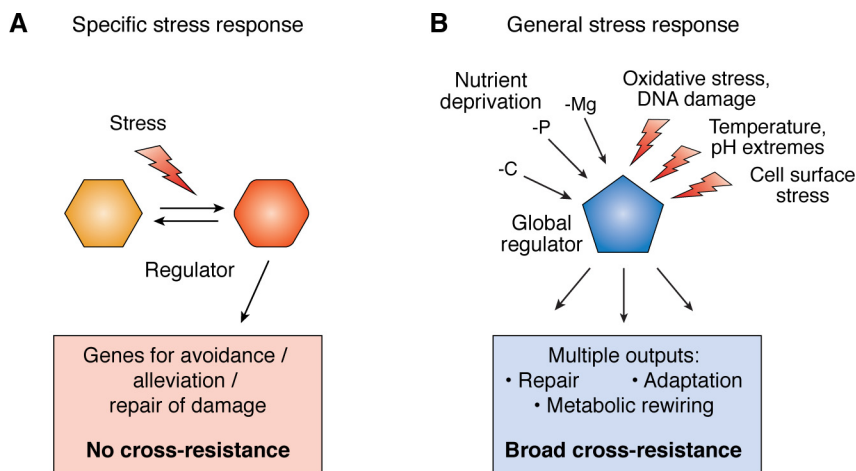 A
Specific stress response
Stress
Regulator
Genes for avoidance /
alleviation /
repair of damage
No cross-resistance
B
General stress response
Nutrient
deprivation
-Mg
-P
-C
Oxidative stress,
DNA damage
Temperature,
pH extremes
Cell surface
stress
Global
regulator
Multiple outputs:
• Repair • Adaptation
• Metabolic rewiring
Broad cross-resistance